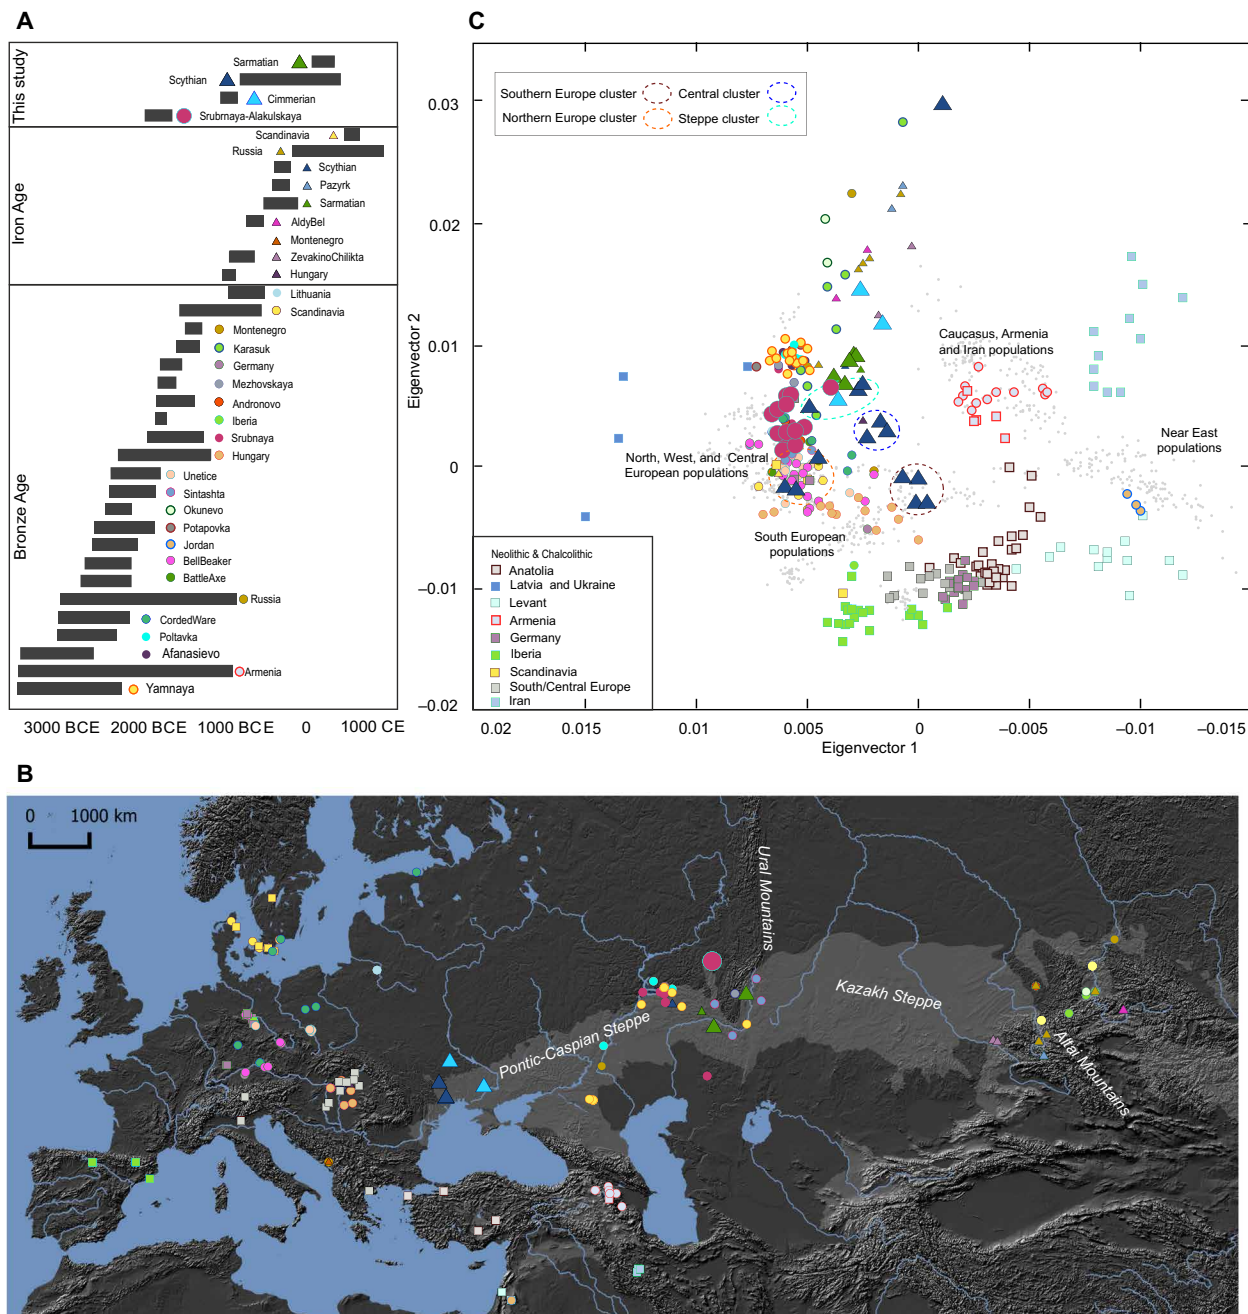 A
This study
Sarmatian
Scythian
Cimmerian
Srubrnaya-Alakulskaya
Iron Age
Scandinavia
Russia
Scythian
Pazyrk
Sarmatian
AldyBel
Montenegro
ZevakinoChilikta
Hungary
Bronze Age
Lithuania
Scandinavia
Montenegro
Karasuk
Germany
Mezhovskaya
Andronovo
Iberia
Srubnaya
Hungary
Unetice
Sintashta
Okunevo
Potapovka
Jordan
BellBeaker
BattleAxe
Russia
CordedWare
Poltavka
Afanasievo
Armenia
Yamnaya
3000 BCE 2000 BCE 1000 BCE 0 1000 CE
C
Southern Europe cluster Central cluster
Northern Europe cluster Steppe cluster
Eigenvector 2
0.03
0.02
0.01
0
−0.01
−0.02
Caucasus, Armenia
and Iran populations
Near East
populations
North, West, and Central
European populations
South European
populations
Neolithic & Chalcolithic
Anatolia
Latvia and Ukraine
Levant
Armenia
Germany
Iberia
Scandinavia
South/Central Europe
Iran
0.02 0.015 0.01 0.005 0 −0.005 −0.01 −0.015
Eigenvector 1
B
0 1000 km
Ural Mountains
Kazakh Steppe
Pontic-Caspian Steppe
Altai Mountains